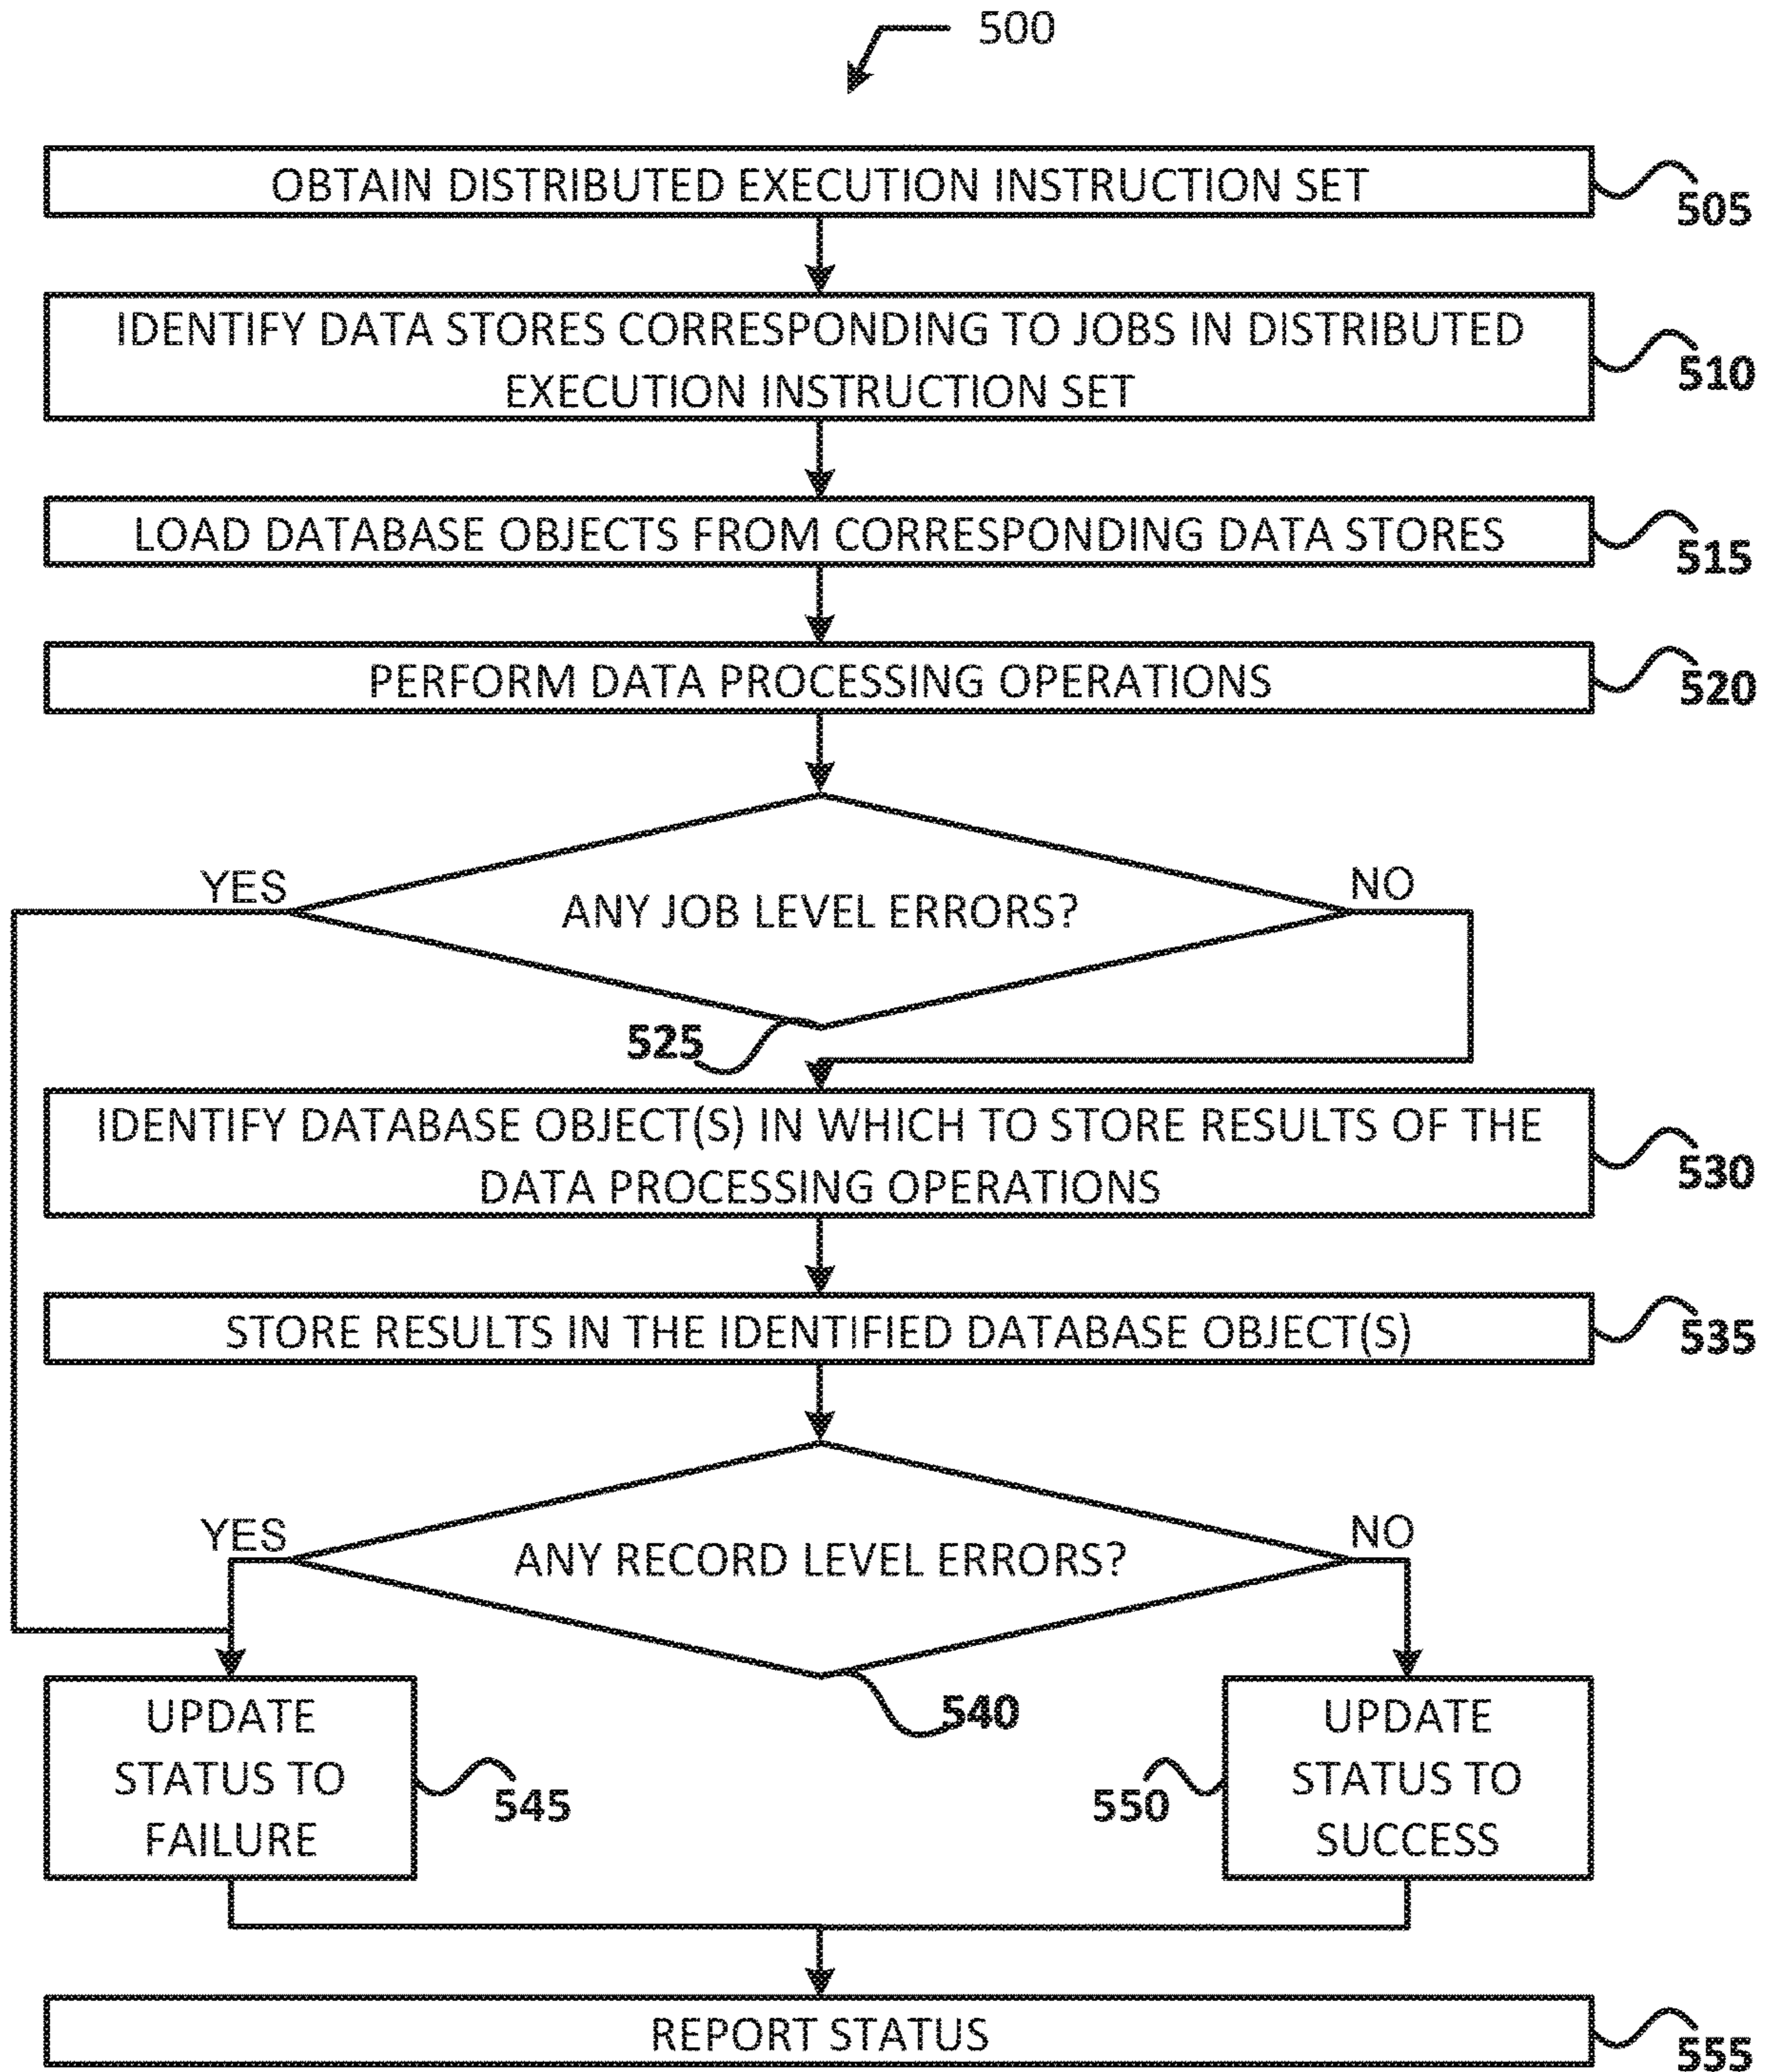 500
OBTAIN DISTRIBUTED EXECUTION INSTRUCTION SET
505
IDENTIFY DATA STORES CORRESPONDING TO JOBS IN DISTRIBUTED
EXECUTION INSTRUCTION SET
510
LOAD DATABASE OBJECTS FROM CORRESPONDING DATA STORES
515
PERFORM DATA PROCESSING OPERATIONS
520
YES
ANY JOB LEVEL ERRORS?
NO
525
IDENTIFY DATABASE OBJECT(S) IN WHICH TO STORE RESULTS OF THE
DATA PROCESSING OPERATIONS
530
STORE RESULTS IN THE IDENTIFIED DATABASE OBJECT(S)
535
YES
ANY RECORD LEVEL ERRORS?
NO
540
UPDATE
STATUS TO
FAILURE
545
550
UPDATE
STATUS TO
SUCCESS
REPORT STATUS
555